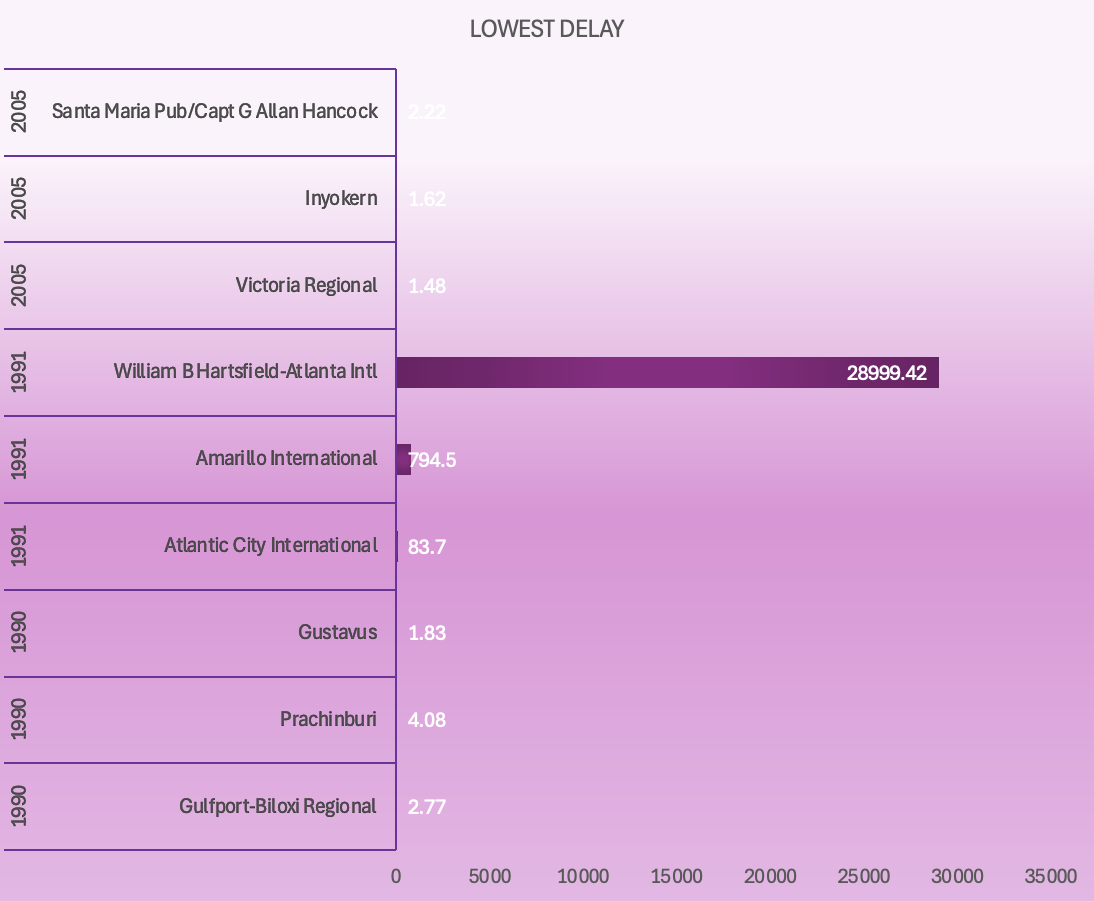 LOWEST DELAY
2005 Santa Maria Pub/Capt G Allan Hancock 2.22
2005 Inyokern 1.62
2005 Victoria Regional 1.48
1991 William B Hartsfield-Atlanta Intl 28999.42
1991 Amarillo International 794.5
1991 Atlantic City International 83.7
1990 Gustavus 1.83
1990 Prachinburi 4.08
1990 Gulfport-Biloxi Regional 2.77
0 5000 10000 15000 20000 25000 30000 35000